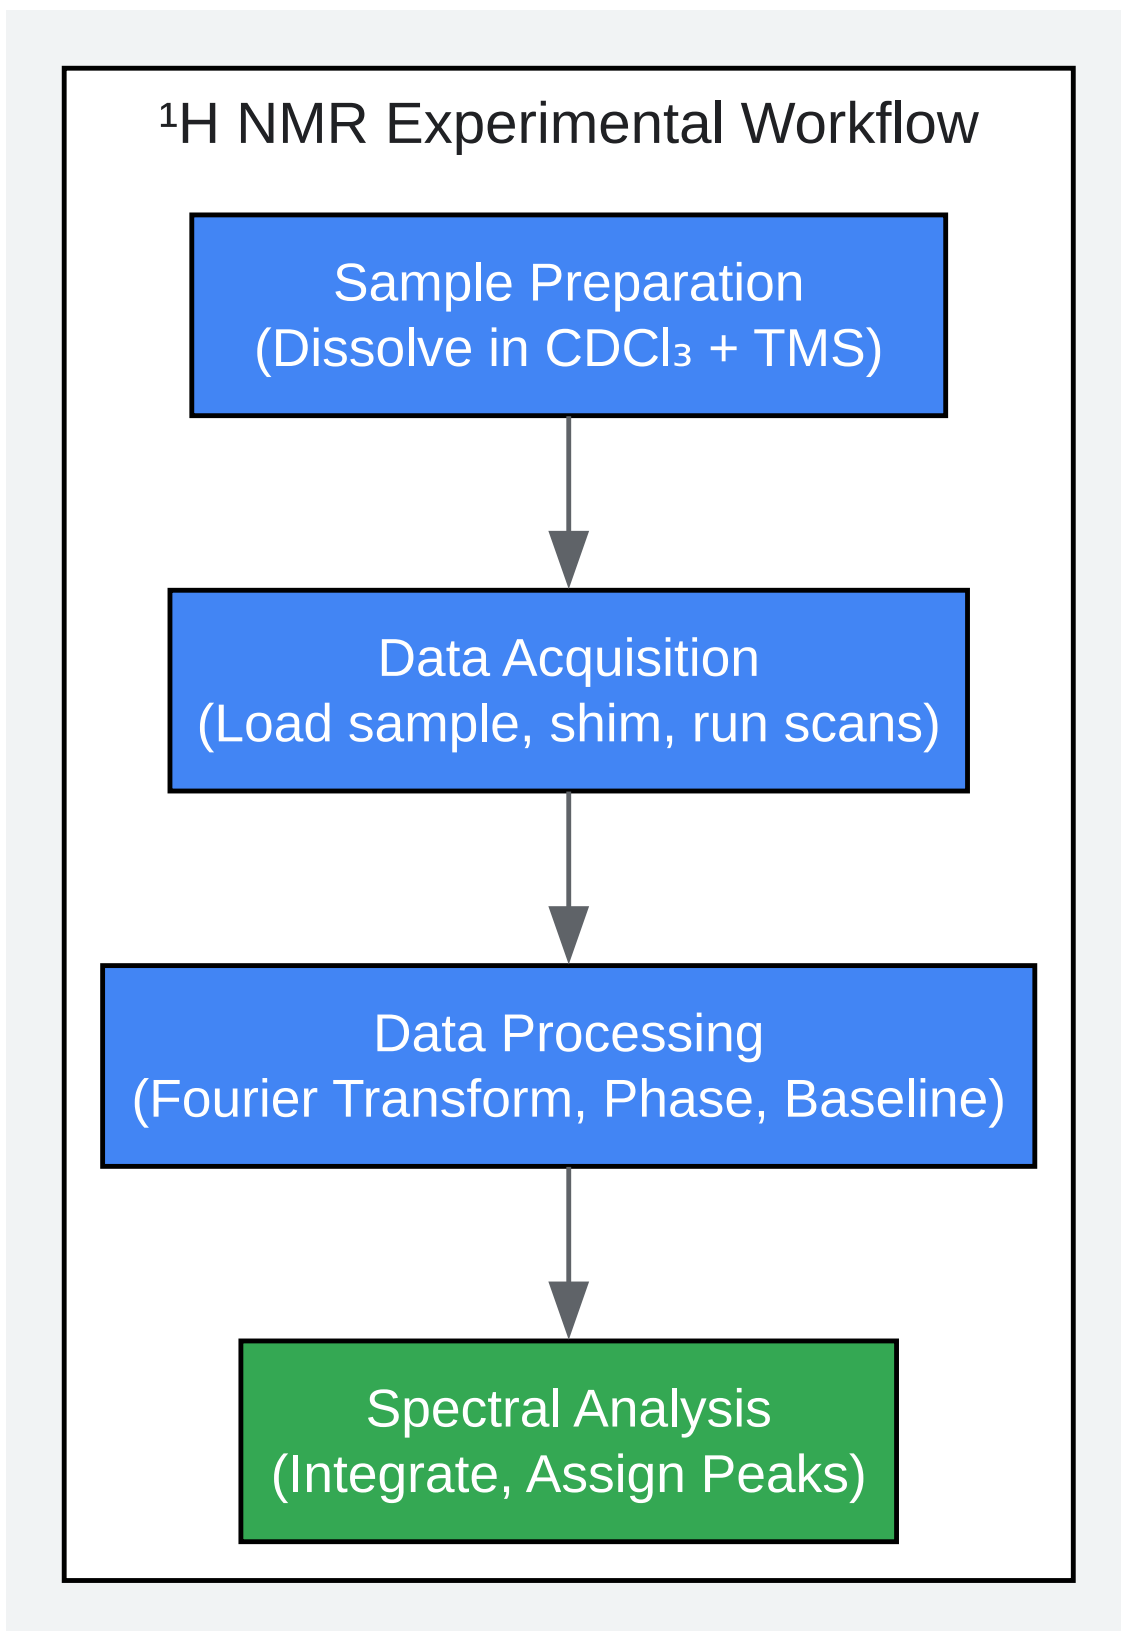 ¹H NMR Experimental Workflow
Sample Preparation
(Dissolve in CDCl₃ + TMS)
Data Acquisition
(Load sample, shim, run scans)
Data Processing
(Fourier Transform, Phase, Baseline)
Spectral Analysis
(Integrate, Assign Peaks)